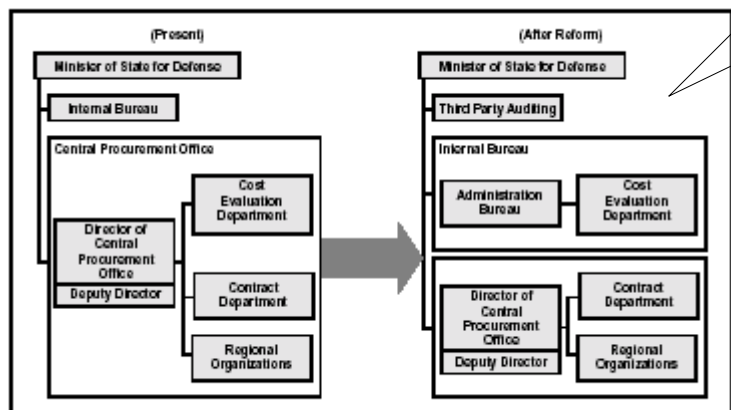 (Present)
Minister of State for Defense
Internal Bureau
Central Procurement Office
Cost
Evaluation
Department
Director of
Central
Procurement
Office
Deputy Director
Contract
Department
Regional
Organizations
(After Reform)
Minister of State for Defense
Third Party Auditing
Internal Bureau
Administration
Bureau
Cost
Evaluation
Department
Director of
Central
Procurement
Office
Deputy Director
Contract
Department
Regional
Organizations